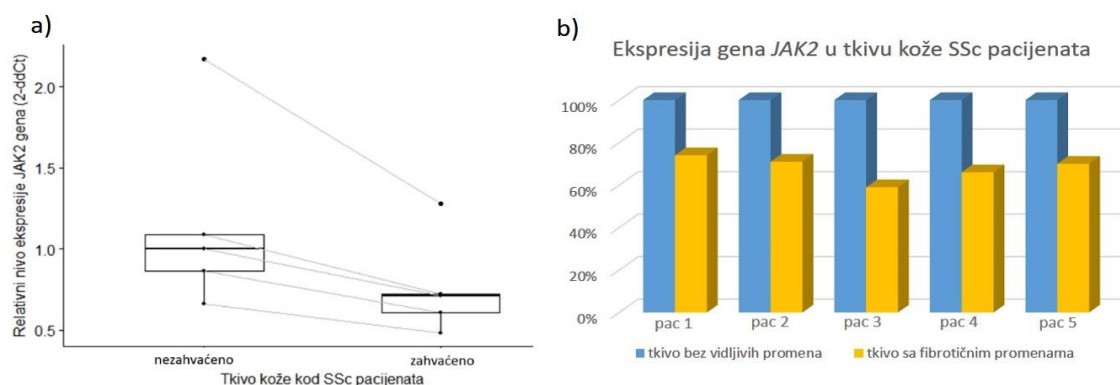 a)
Relativni nivo ekspresije JAK2 gena (2-ddCt)
2.0
1.5
1.0
0.5
nezahvaćeno zahvaćeno
Tkivo kože kod SSc pacijenata
b)
Ekspresija gena JAK2 u tkivu kože SSc pacijenata
100%
80%
60%
40%
20%
0%
pac 1 pac 2 pac 3 pac 4 pac 5
tkivo bez vidljivih promena tkivo sa fibrotičnim promenama